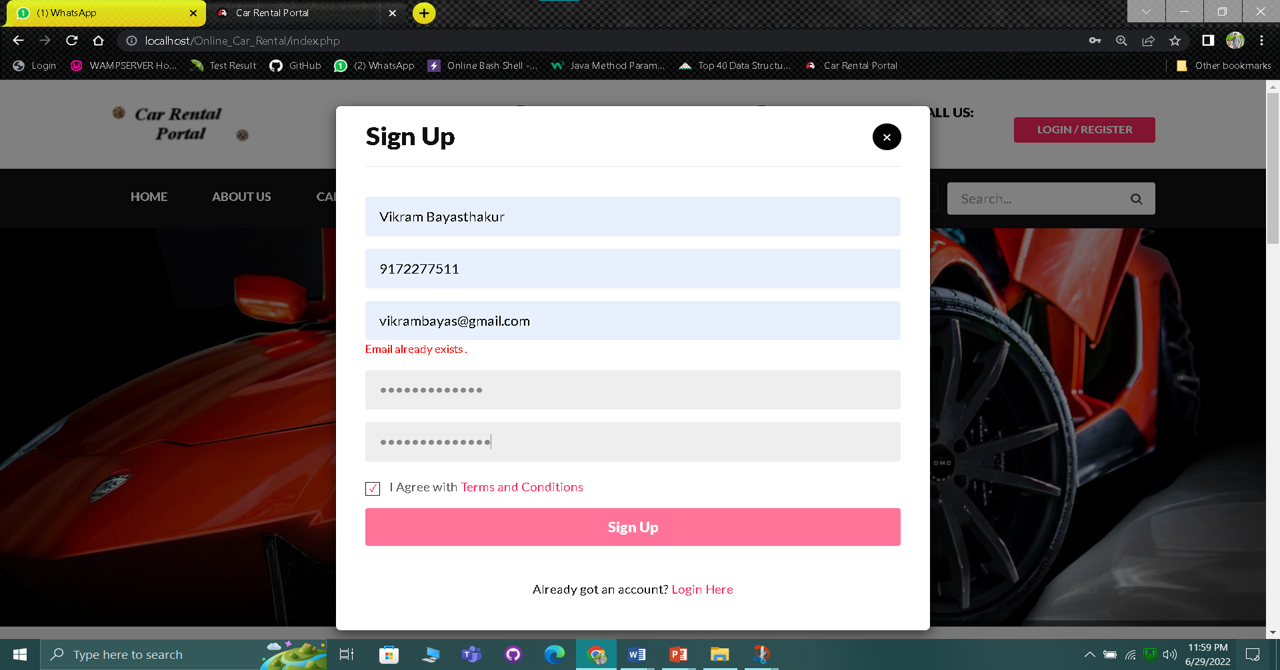 (1) WhatsApp
Car Rental Portal
localhost/Online_Car_Rental/index.php
Login
WAMPSERVER Ho...
Test Result
GitHub
(2) WhatsApp
Online Bash Shell -...
Java Method Param...
Top 40 Data Structu...
Car Rental Portal
Other bookmarks
Car Rental
Portal
ALL US:
LOGIN / REGISTER
HOME
ABOUT US
CA
Search...
Sign Up
Vikram Bayasthakur
9172277511
vikrambayas@gmail.com
Email already exists .
I Agree with Terms and Conditions
Sign Up
Already got an account? Login Here
DMC
Type here to search
11:59 PM
6/29/2022